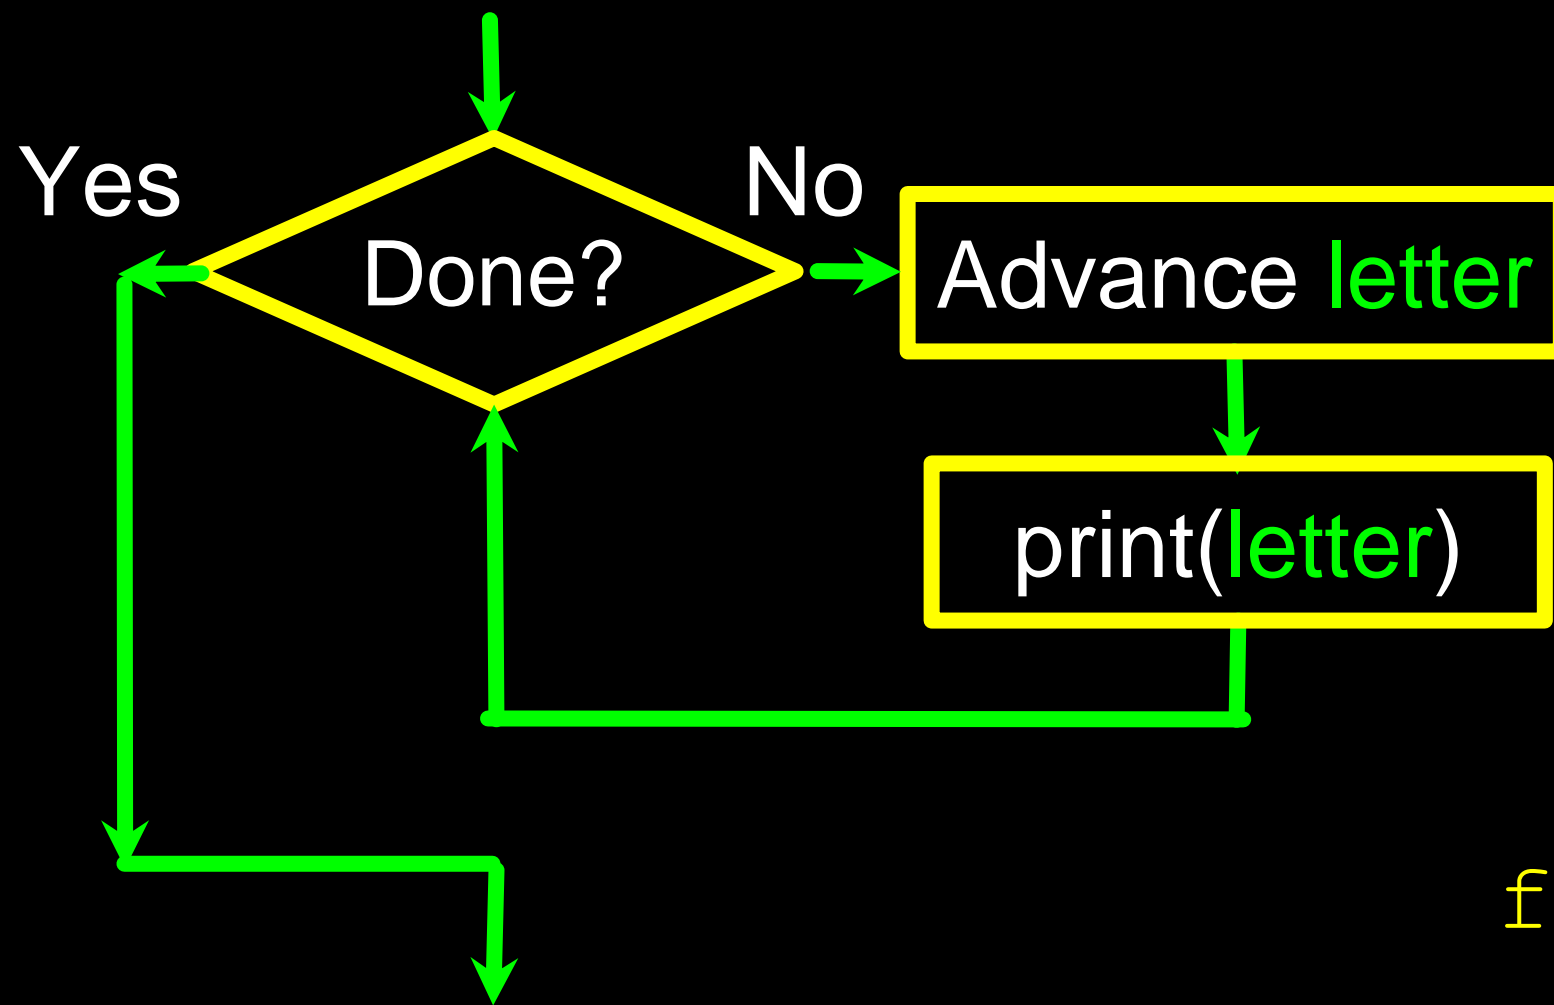 Yes
No
Done?
Advance letter
print(letter)
f